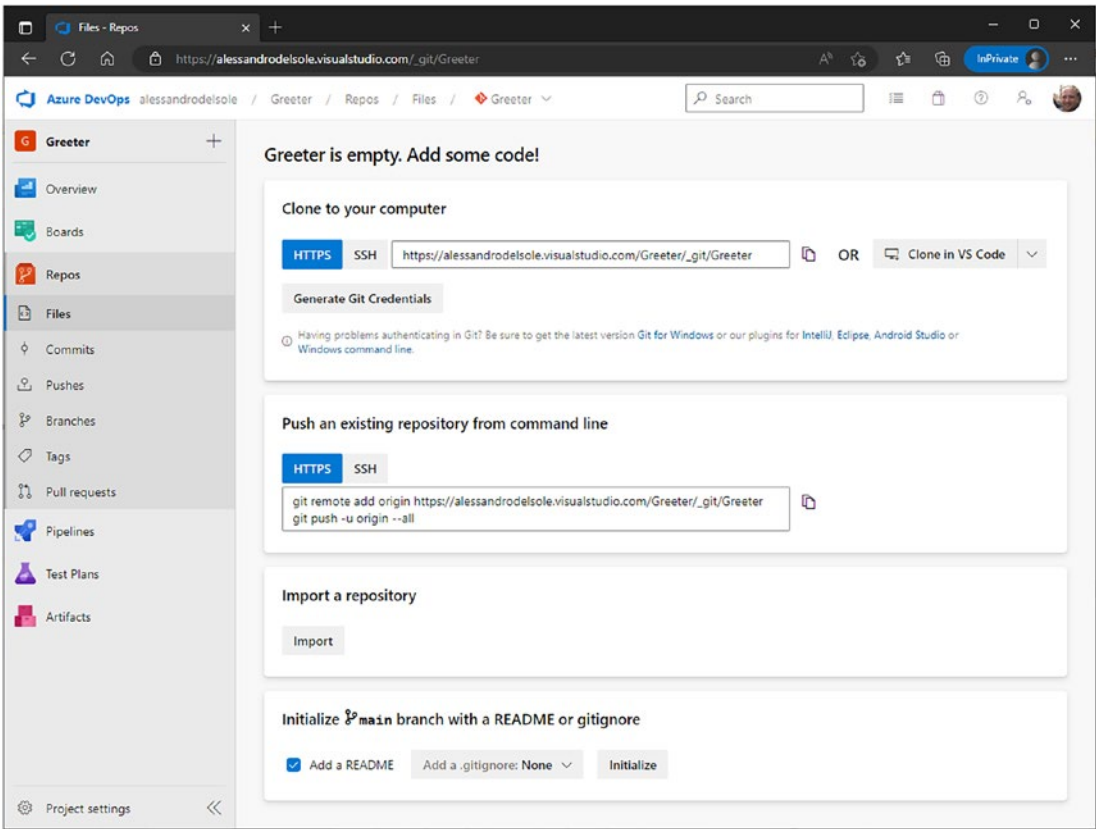 Files - Repos
https://alessandrodelsole.visualstudio.com/_git/Greeter
InPrivate
Azure DevOps alessandrodelsole / Greeter / Repos / Files / Greeter
Search
G Greeter
Overview
Boards
Repos
Files
Commits
Pushes
Branches
Tags
Pull requests
Pipelines
Test Plans
Artifacts
Project settings
Greeter is empty. Add some code!
Clone to your computer
HTTPS SSH https://alessandrodelsole.visualstudio.com/Greeter/_git/Greeter OR Clone in VS Code
Generate Git Credentials
Having problems authenticating in Git? Be sure to get the latest version Git for Windows or our plugins for IntelliJ, Eclipse, Android Studio or
Windows command line.
Push an existing repository from command line
HTTPS SSH
git remote add origin https://alessandrodelsole.visualstudio.com/Greeter/_git/Greeter
git push -u origin --all
Import a repository
Import
Initialize main branch with a README or gitignore
Add a README Add a .gitignore: None Initialize